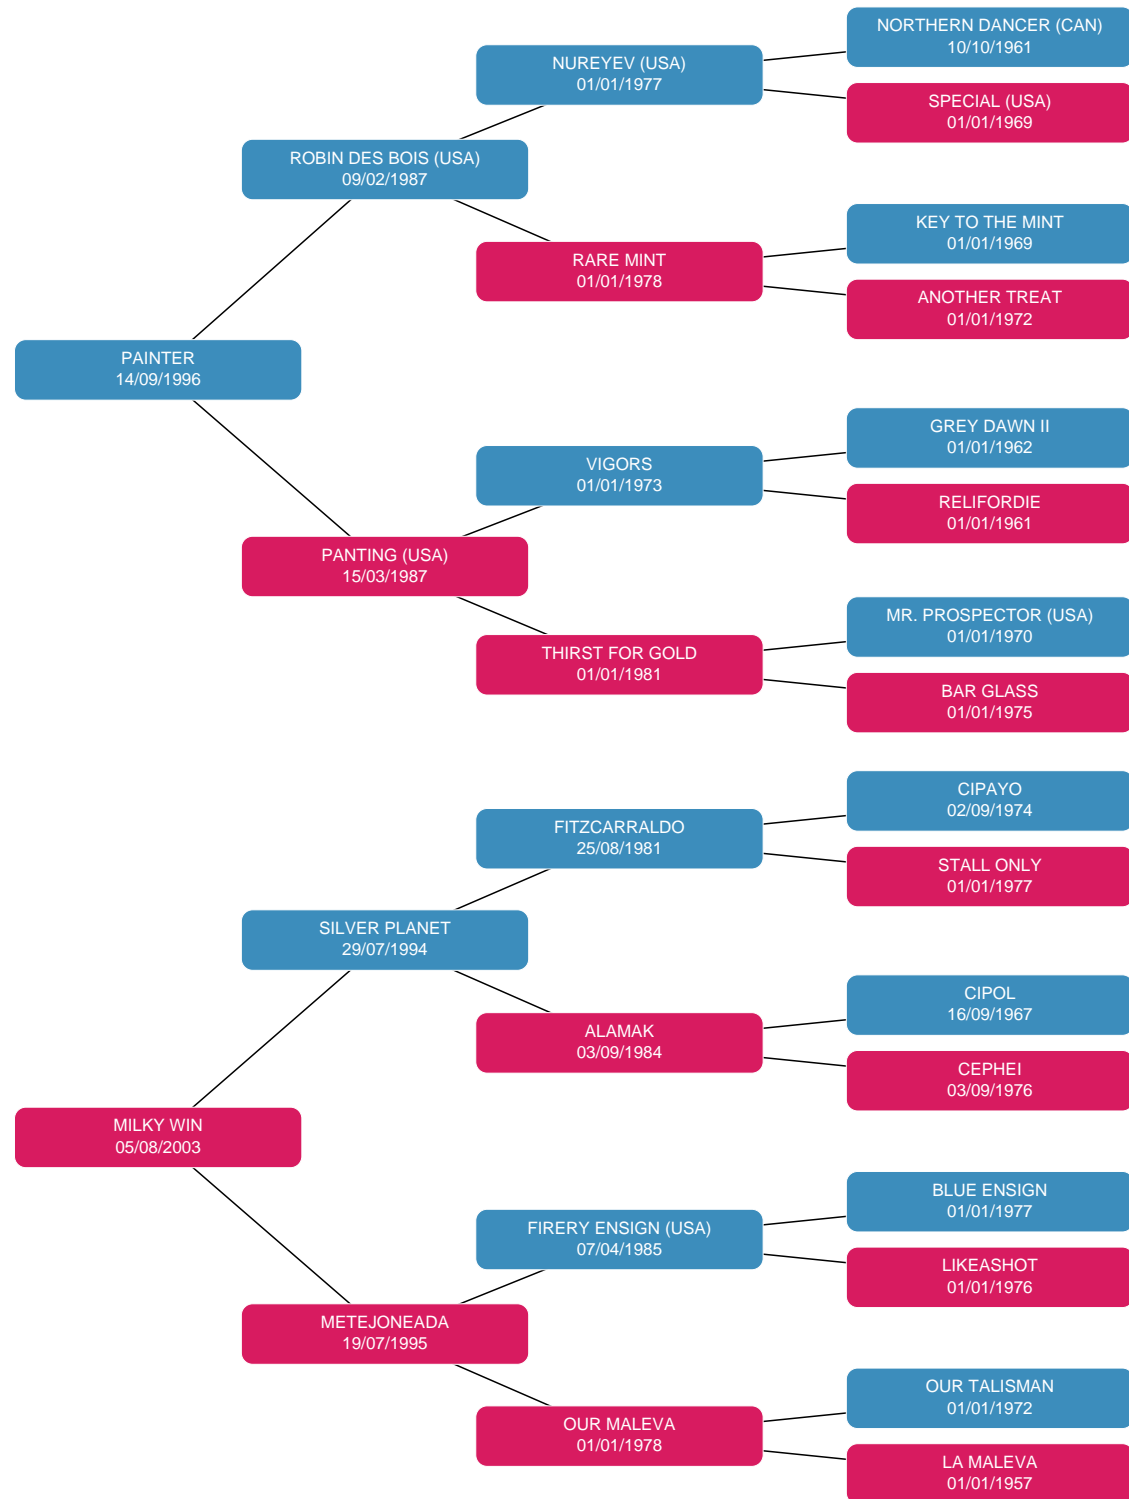 NORTHERN DANCER (CAN)
10/10/1961
NUREYEV (USA)
01/01/1977
SPECIAL (USA)
01/01/1969
ROBIN DES BOIS (USA)
09/02/1987
KEY TO THE MINT
01/01/1969
RARE MINT
01/01/1978
ANOTHER TREAT
01/01/1972
PAINTER
14/09/1996
GREY DAWN II
01/01/1962
VIGORS
01/01/1973
RELIFORDIE
01/01/1961
PANTING (USA)
15/03/1987
MR. PROSPECTOR (USA)
01/01/1970
THIRST FOR GOLD
01/01/1981
BAR GLASS
01/01/1975
CIPAYO
02/09/1974
FITZCARRALDO
25/08/1981
STALL ONLY
01/01/1977
SILVER PLANET
29/07/1994
CIPOL
16/09/1967
ALAMAK
03/09/1984
CEPHEI
03/09/1976
MILKY WIN
05/08/2003
BLUE ENSIGN
01/01/1977
FIRERY ENSIGN (USA)
07/04/1985
LIKEASHOT
01/01/1976
METEJONEADA
19/07/1995
OUR TALISMAN
01/01/1972
OUR MALEVA
01/01/1978
LA MALEVA
01/01/1957